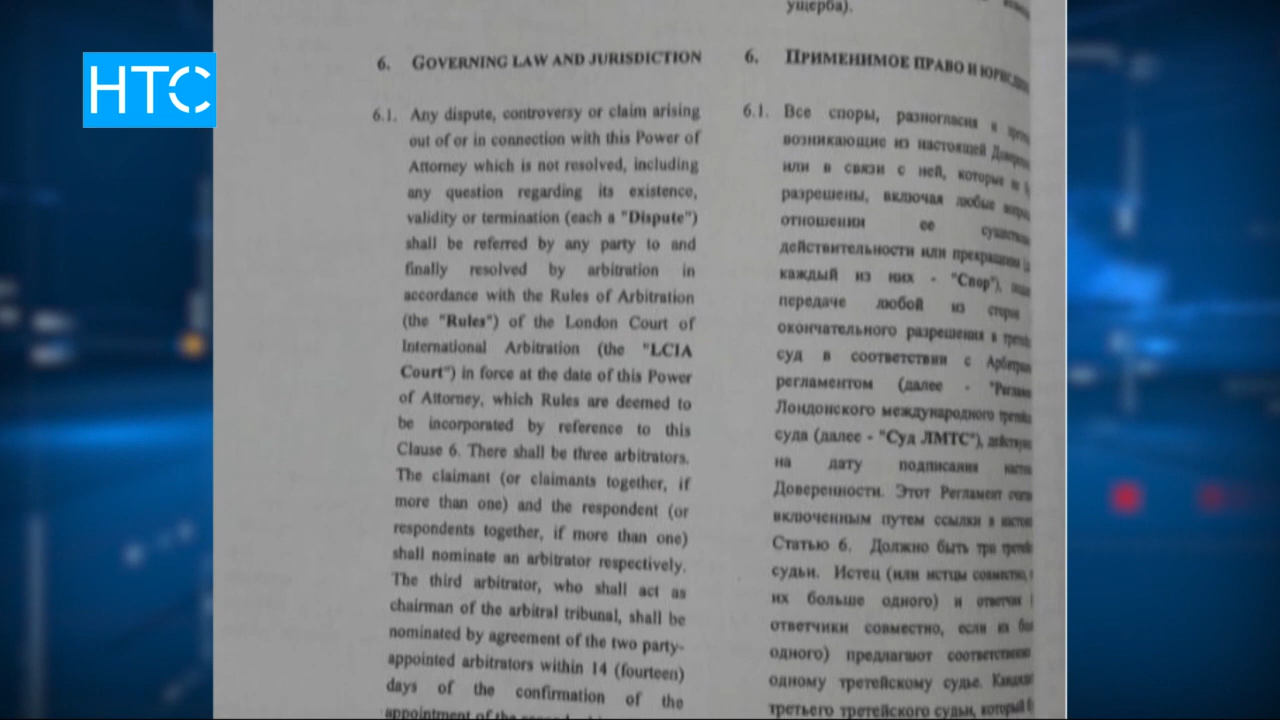 НТС
ущерба).
6. GOVERNING LAW AND JURISDICTION
6.1. Any dispute, controversy or claim arising
out of or in connection with this Power of
Attorney which is not resolved, including
any question regarding its existence,
validity or termination (each a "Dispute")
shall be referred by any party to and
finally resolved by arbitration in
accordance with the Rules of Arbitration
(the "Rules") of the London Court of
International Arbitration (the "LCIA
Court") in force at the date of this Power
of Attorney, which Rules are deemed to
be incorporated by reference to this
Clause 6. There shall be three arbitrators.
The claimant (or claimants together, if
more than one) and the respondent (or
respondents together, if more than one)
shall nominate an arbitrator respectively.
The third arbitrator, who shall act as
chairman of the arbitral tribunal, shall be
nominated by agreement of the two party-
appointed arbitrators within 14 (fourteen)
days of the confirmation of the
appointment of the
6. ПРИМЕНИМОЕ ПРАВО И
6.1. Все споры, разногласия и
возникающие из настоящей
или в связи с ней, которые не
разрешены, включая любые
отношении ее
действительности или прекращения
каждый из них - "Спор"),
передаче любой из сторон
окончательного разрешения в
суд в соответствии с
регламентом (далее -
Лондонского международного
суда (далее - "Суд ЛМТС"),
на дату подписания
Доверенности. Этот Регламент
включенным путем ссылки в
Статью 6. Должно быть три
судьи. Истец (или истцы совместно,
их больше одного) и ответчик
ответчики совместно, если их
одного) предлагают
одному третейскому судье.
третьего третейского судьи, который